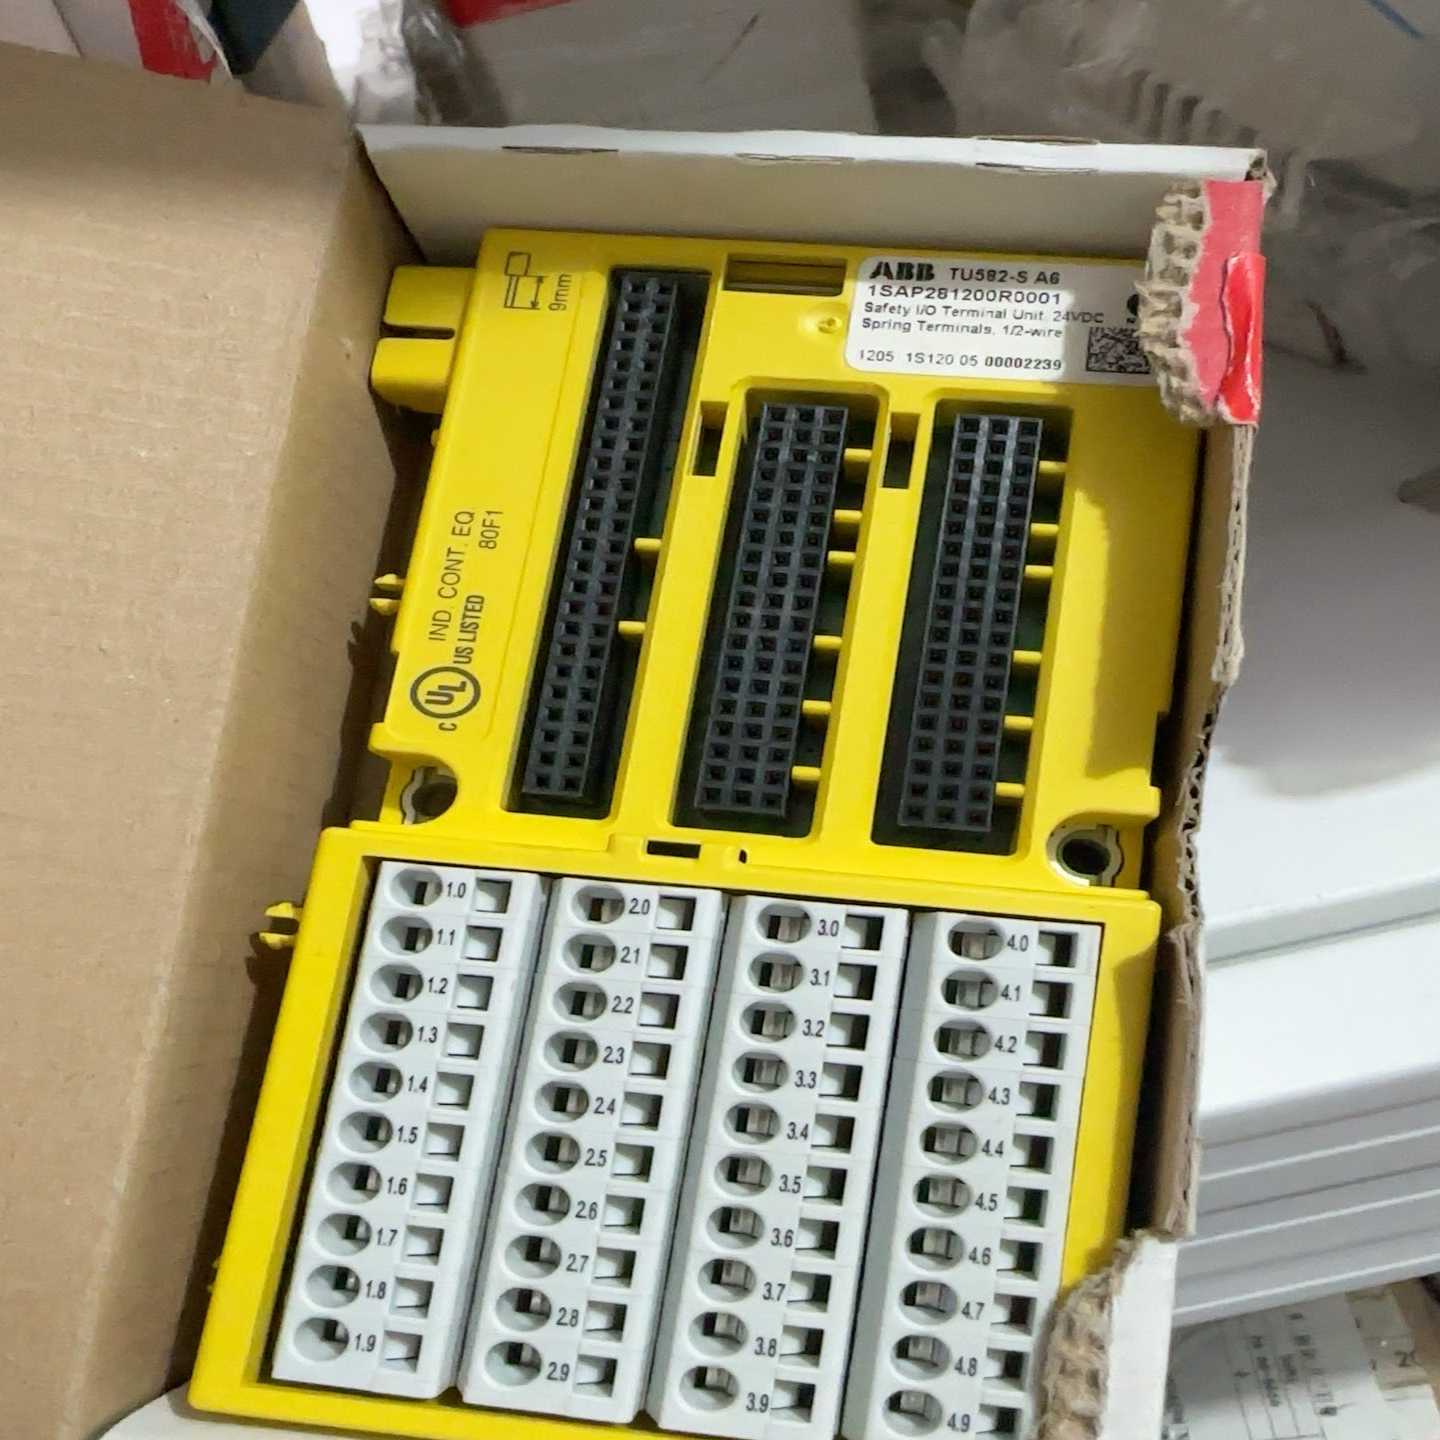 ABB TU582-S A6
1SAP281200R0001
Safety I/O Terminal Unit, 24VDC
Spring Terminals, 1/2-wire
1205 1S120 05 00002239
9mm
IND. CONT. EQ.
C UL US LISTED 80F1
1.0 2.0 3.0 4.0
1.1 2.1 3.1 4.1
1.2 2.2 3.2 4.2
1.3 2.3 3.3 4.3
1.4 2.4 3.4 4.4
1.5 2.5 3.5 4.5
1.6 2.6 3.6 4.6
1.7 2.7 3.7 4.7
1.8 2.8 3.8 4.8
1.9 2.9 3.9 4.9